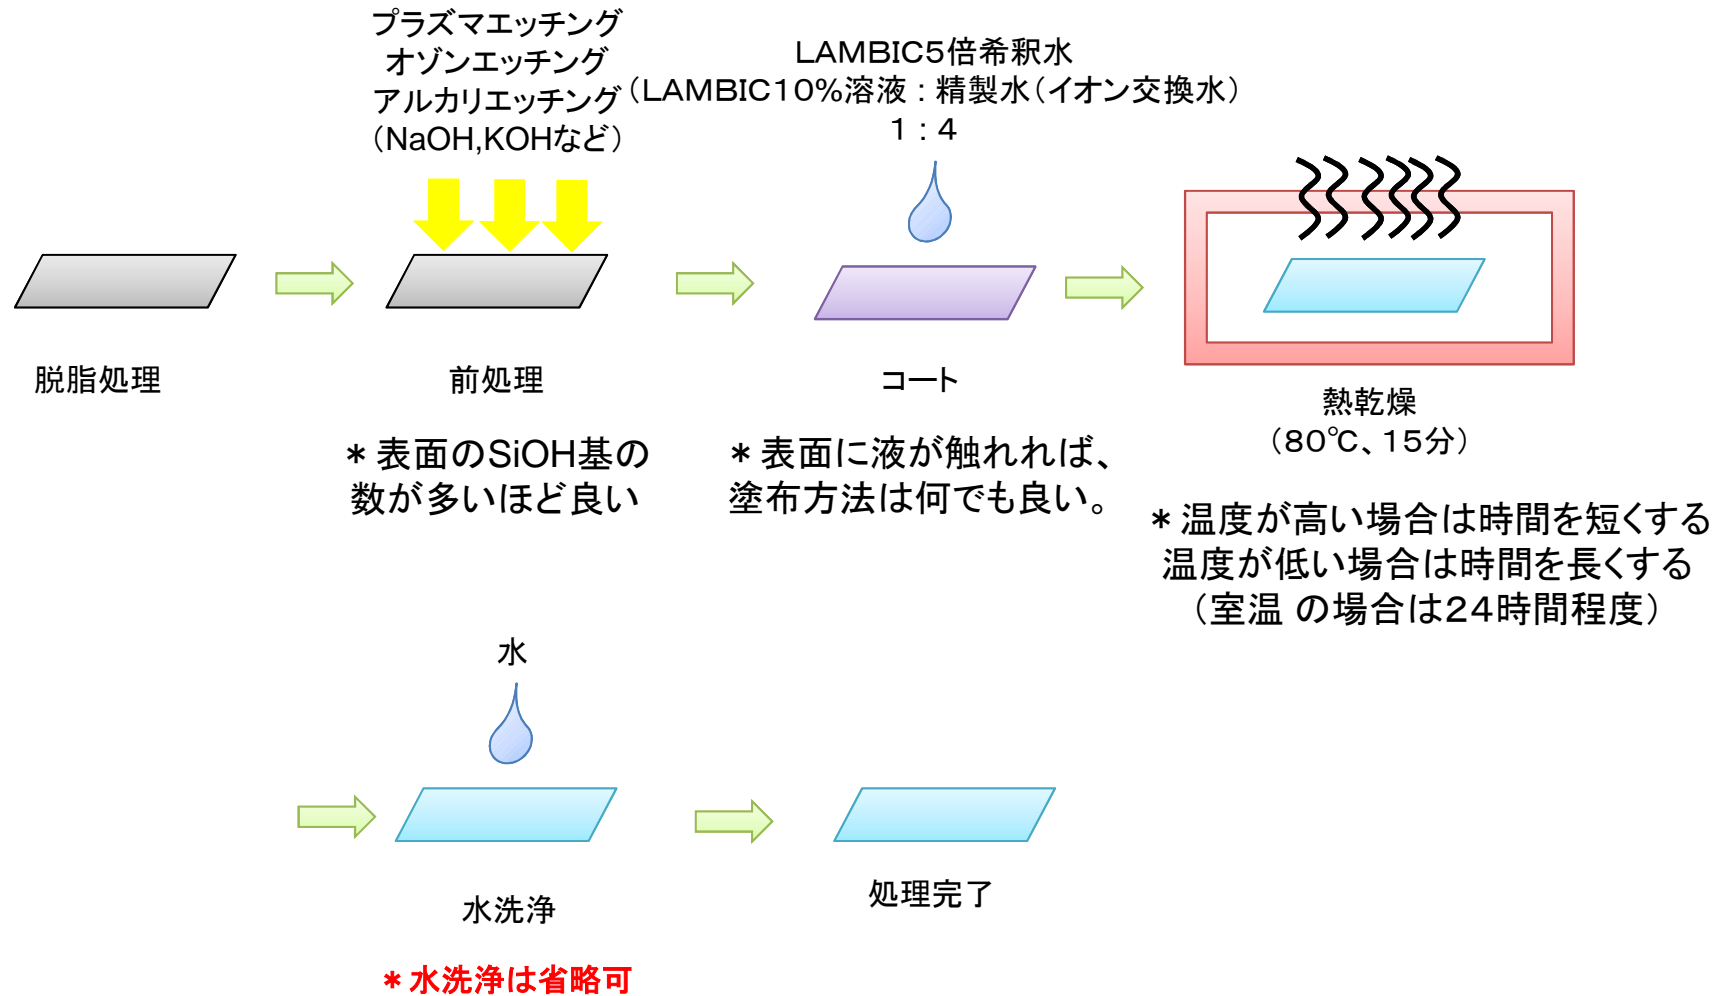 プラズマエッチング
オゾンエッチング
アルカリエッチング
（NaOH,KOHなど）
LAMBIC5倍希釈水
（LAMBIC10%溶液：精製水（イオン交換水）
1：4
脱脂処理
前処理
コート
熱乾燥
（80℃、15分）
＊表面のSiOH基の
数が多いほど良い
＊表面に液が触れれば、
塗布方法は何でも良い。
＊温度が高い場合は時間を短くする
温度が低い場合は時間を長くする
（室温 の場合は24時間程度）
水
水洗浄
処理完了
＊水洗浄は省略可